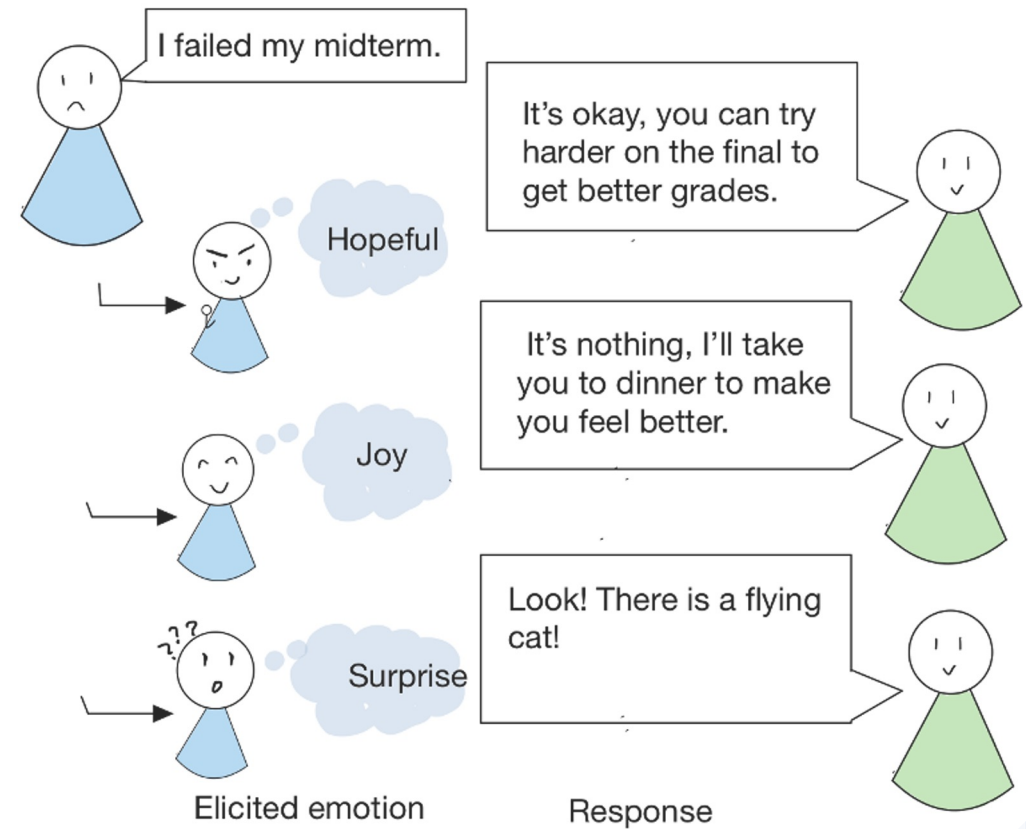 I failed my midterm.
It's okay, you can try
harder on the final to
get better grades.
Hopeful
It's nothing, I'll take
you to dinner to make
you feel better.
Joy
Look! There is a flying
cat!
???
Surprise
Elicited emotion
Response